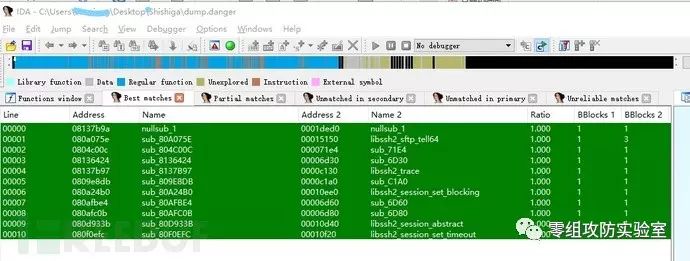 IDA - C:\Users\ \Desktop\Shishiga\dump.danger
File Edit Jump Search View Debugger Options Windows Help
No debugger
Library function Data Regular function Unexplored Instruction External symbol
Functions window Best matches Partial matches Unmatched in secondary Unmatched in primary Unreliable matches
Line Address Name Address 2 Name 2 Ratio BBlocks 1 BBlocks 2
00000 08137b9a nullsub_1 0001ded0 nullsub_1 1.000 1 1
00001 080a075e sub_80A075E 00015150 libssh2_sftp_tell64 1.000 1 3
00002 0804c00c sub_804C00C 000071e4 sub_71E4 1.000 1 1
00003 08136424 sub_8136424 00006d30 sub_6D30 1.000 1 1
00004 08137b97 sub_8137B97 0000c130 libssh2_trace 1.000 1 1
00005 0809e8db sub_809E8DB 0000c1a0 sub_C1A0 1.000 1 1
00006 080a24b0 sub_80A24B0 00010ee0 libssh2_session_set_blocking 1.000 1 1
00007 080afbe4 sub_80AFBE4 00006d60 sub_6D60 1.000 1 1
00008 080afc0b sub_80AFC0B 00006d80 sub_6D80 1.000 1 1
00009 080d933b sub_80D933B 00010f10 libssh2_session_abstract 1.000 1 1
00010 080f0efc sub_80F0EFC 00010f20 libssh2_session_set_timeout 1.000 1 1
FREEBUF
零组攻防实验室